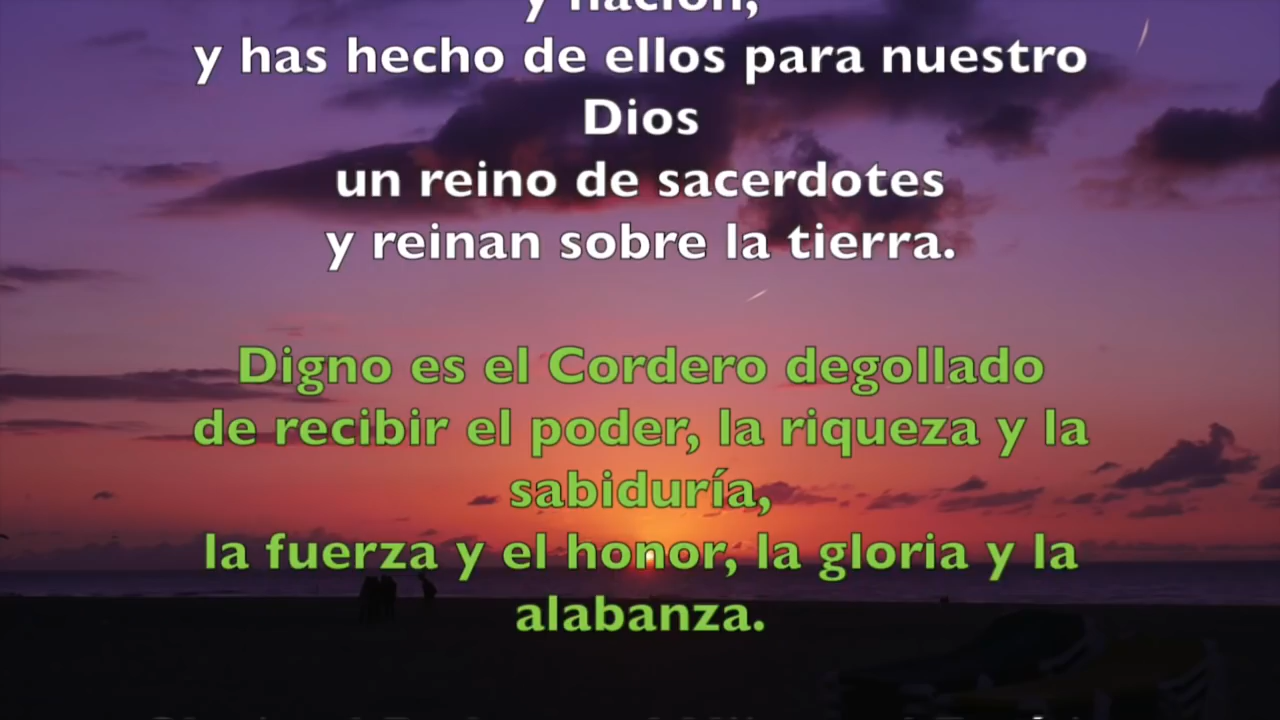 y nación,
y has hecho de ellos para nuestro
Dios
un reino de sacerdotes
y reinan sobre la tierra.
Digno es el Cordero degollado
de recibir el poder, la riqueza y la
sabiduría,
la fuerza y el honor, la gloria y la
alabanza.